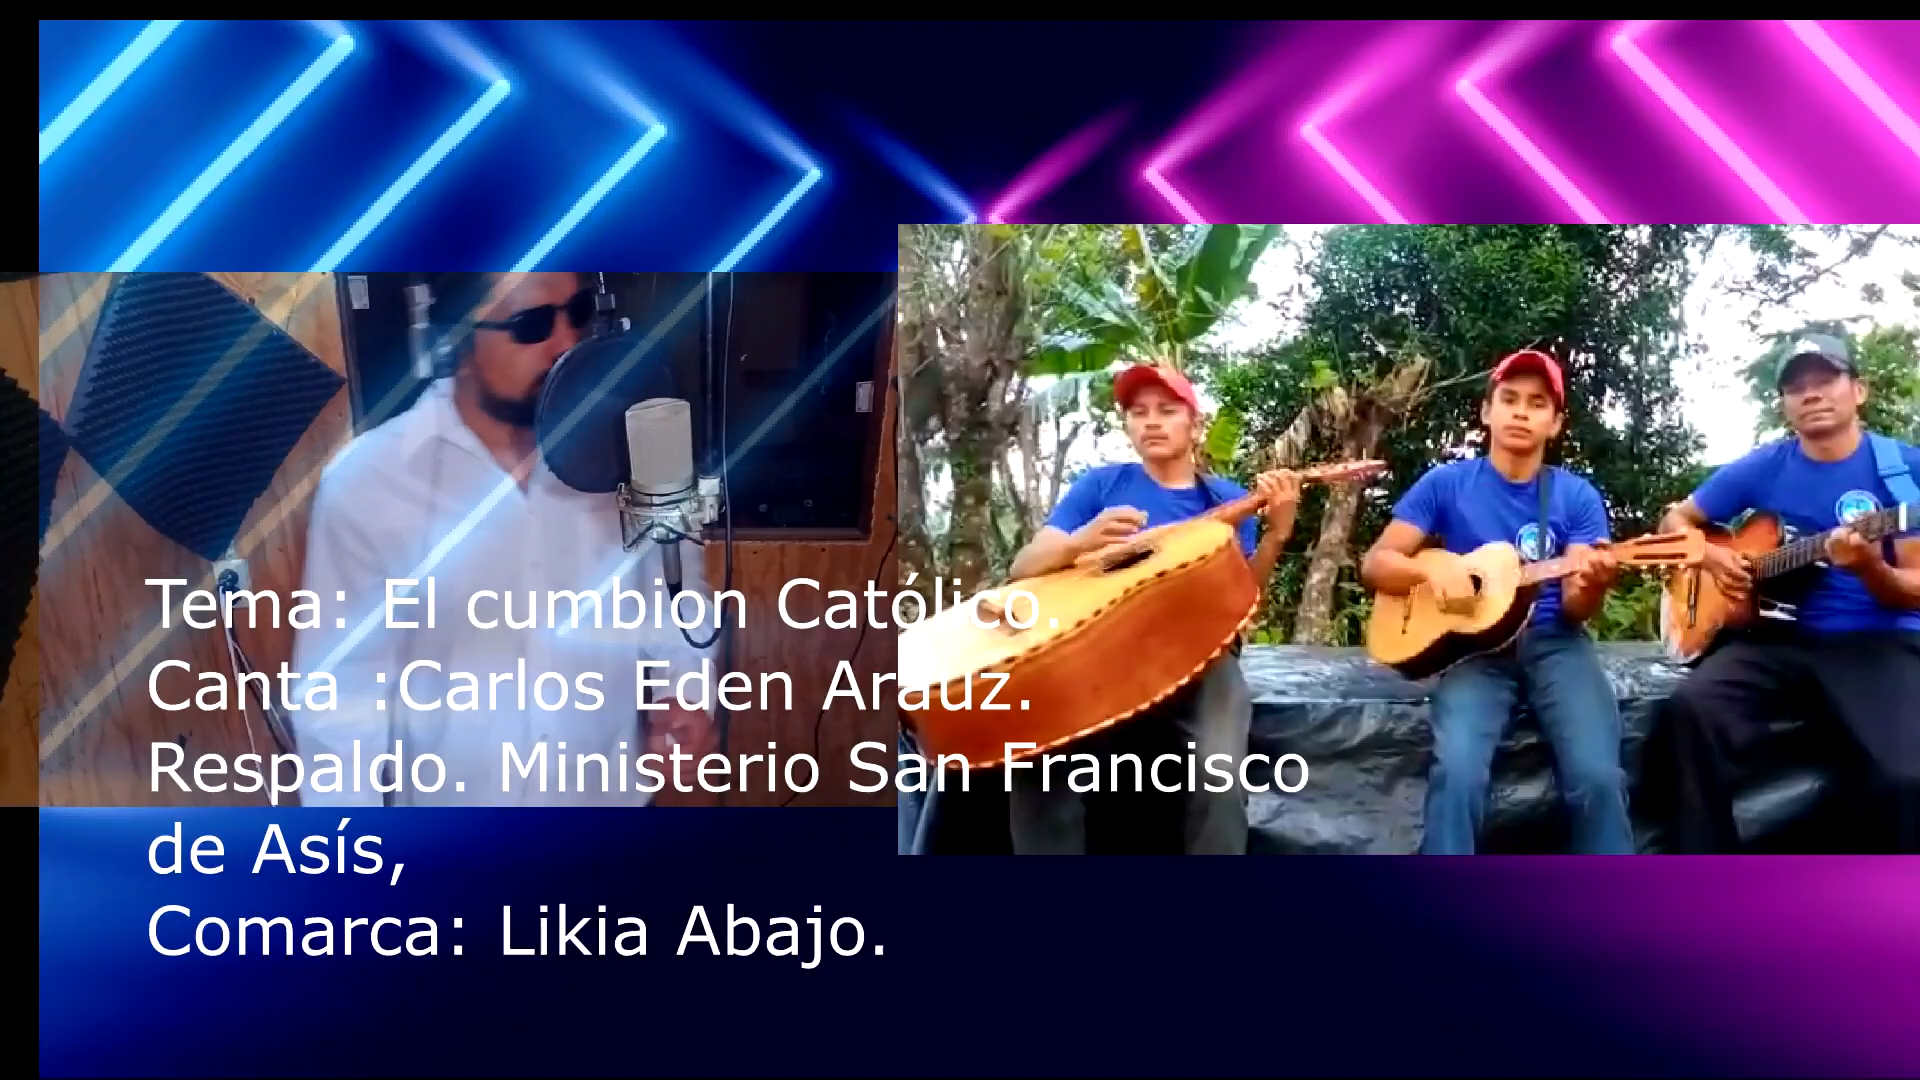 Tema: El cumbion Católico.
Canta :Carlos Eden Arauz.
Respaldo. Ministerio San Francisco
de Asís,
Comarca: Likia Abajo.